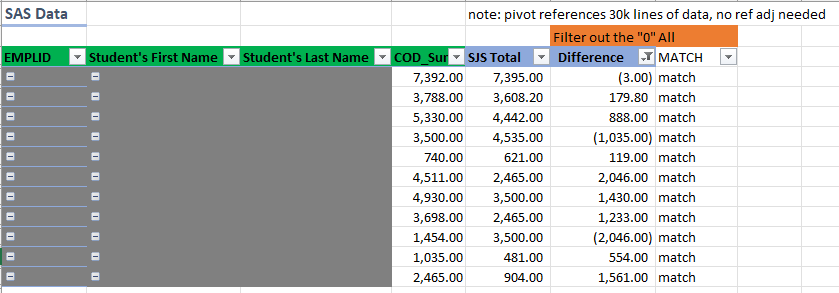 SAS Data note: pivot references 30k lines of data, no ref adj needed
Filter out the "0" All
EMPLID Student's First Name Student's Last Name COD_Sur SJS Total Difference MATCH
7,392.00 7,395.00 (3.00) match
3,788.00 3,608.20 179.80 match
5,330.00 4,442.00 888.00 match
3,500.00 4,535.00 (1,035.00) match
740.00 621.00 119.00 match
4,511.00 2,465.00 2,046.00 match
4,930.00 3,500.00 1,430.00 match
3,698.00 2,465.00 1,233.00 match
1,454.00 3,500.00 (2,046.00) match
1,035.00 481.00 554.00 match
2,465.00 904.00 1,561.00 match